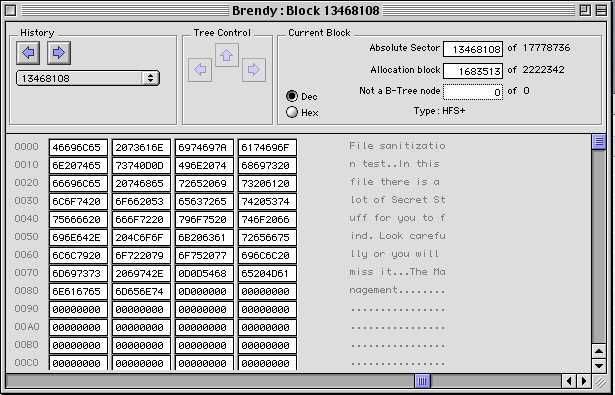 Brendy : Block 13468108
History
13468108
Tree Control
Current Block
Absolute Sector 13468108 of 17778736
Allocation block 1683513 of 2222342
Not a B-Tree node 0 of 0
Dec
Hex
Type : HFS+
0000 46696C65 2073616E 6974697A 6174696F File sanitizatio
0010 6E207465 73740D0D 496E2074 68697320 n test..In this
0020 66696C65 20746865 72652069 73206120 file there is a
0030 6C6F7420 6F662053 65637265 74205374 lot of Secret St
0040 75666620 666F7220 796F7520 746F2066 uff for you to f
0050 696E642E 204C6F6F 6B206361 72656675 ind. Look carefu
0060 6C6C7920 6F722079 6F752077 696C6C20 lly or you will
0070 6D697373 2069742E 0D0D5468 65204D61 miss it...The Ma
0080 6E616765 6D656E74 0D000000 00000000 nagement........
0090 00000000 00000000 00000000 00000000 ................
00A0 00000000 00000000 00000000 00000000 ................
00B0 00000000 00000000 00000000 00000000 ................
00C0 00000000 00000000 00000000 00000000 ................